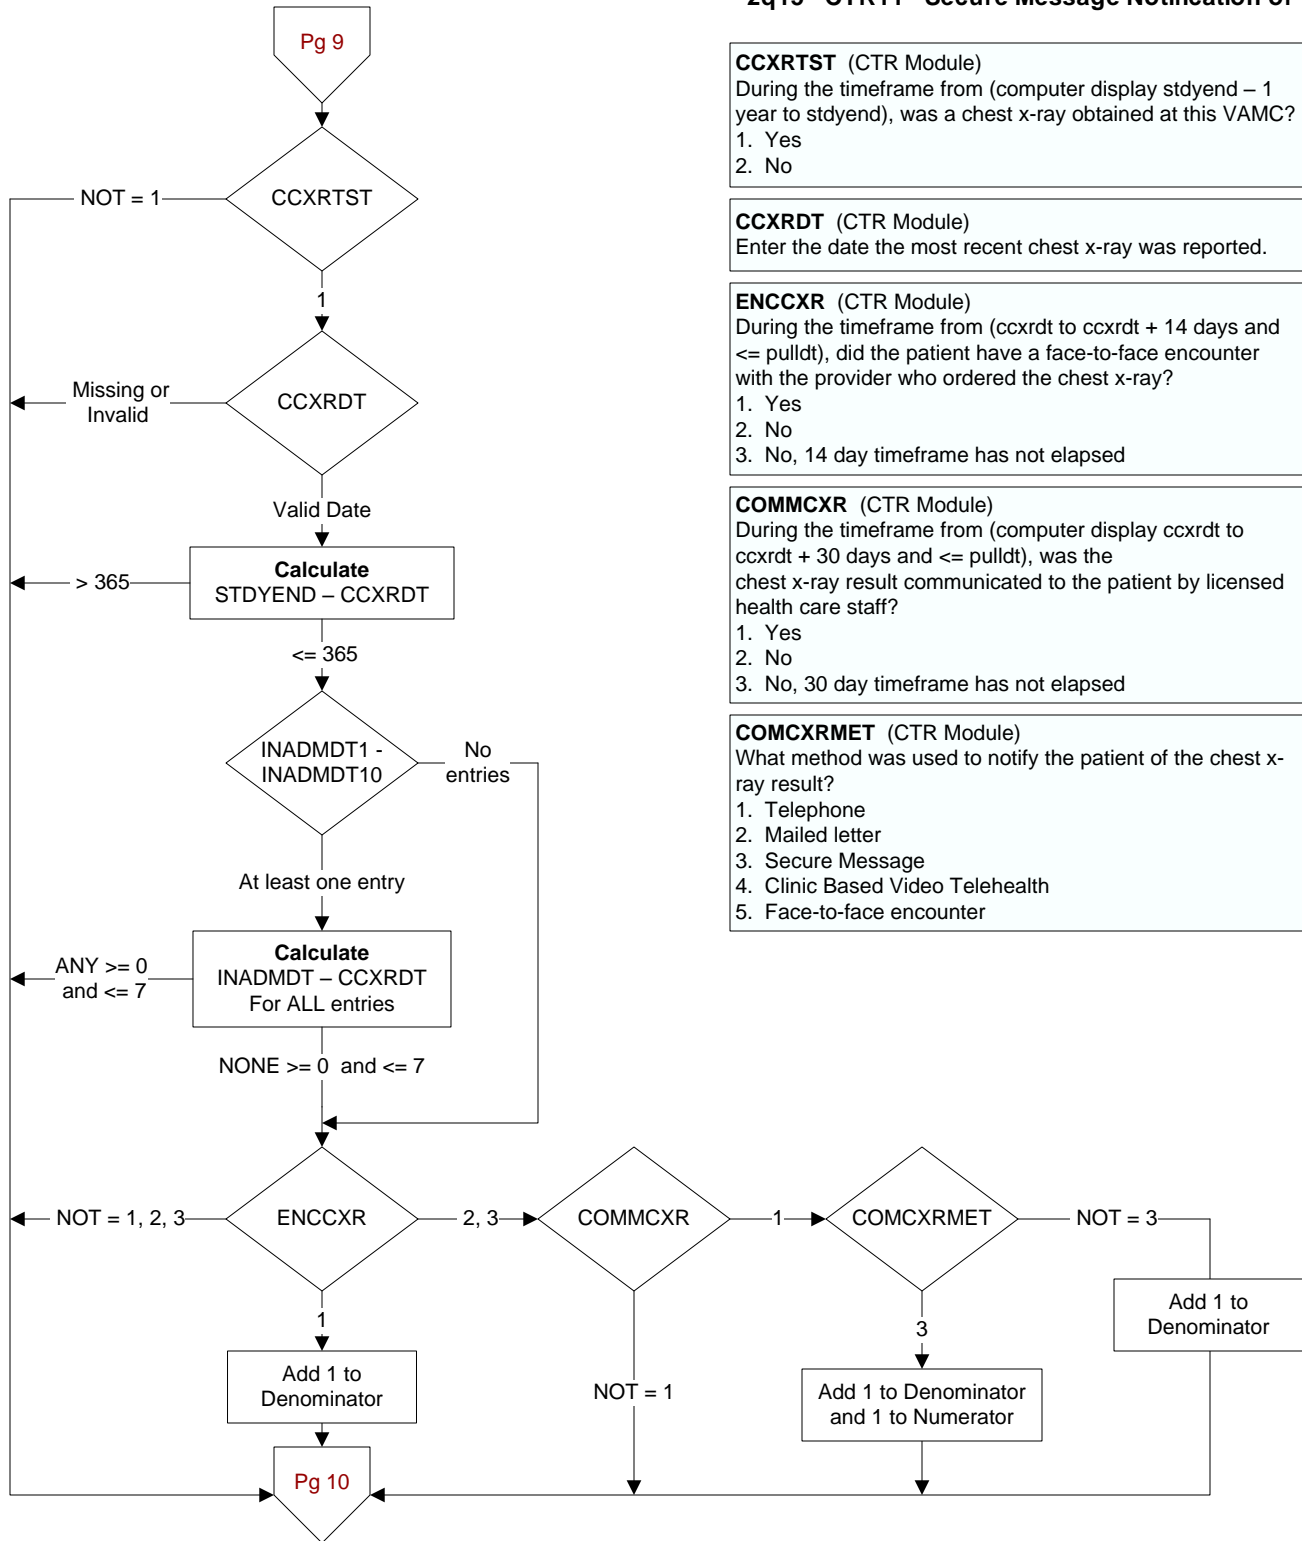 2q15 - CTR11 - Secure Message Notification of
Pg 9
CCXRTST
NOT = 1
1
CCXRDT
Missing or
Invalid
Valid Date
Calculate
STDYEND – CCXRDT
> 365
<= 365
INADMDT1 -
INADMDT10
No
entries
At least one entry
Calculate
INADMDT – CCXRDT
For ALL entries
ANY >= 0
and <= 7
NONE >= 0 and <= 7
NOT = 1, 2, 3
ENCCXR
2, 3
COMMCXR
1
COMCXRMET
NOT = 3
1
Add 1 to
Denominator
NOT = 1
3
Add 1 to Denominator
and 1 to Numerator
Add 1 to
Denominator
Pg 10
CCXRTST (CTR Module)
During the timeframe from (computer display stdyend – 1
year to stdyend), was a chest x-ray obtained at this VAMC?
1. Yes
2. No
CCXRDT (CTR Module)
Enter the date the most recent chest x-ray was reported.
ENCCXR (CTR Module)
During the timeframe from (ccxrdt to ccxrdt + 14 days and
<= pulldt), did the patient have a face-to-face encounter
with the provider who ordered the chest x-ray?
1. Yes
2. No
3. No, 14 day timeframe has not elapsed
COMMCXR (CTR Module)
During the timeframe from (computer display ccxrdt to
ccxrdt + 30 days and <= pulldt), was the
chest x-ray result communicated to the patient by licensed
health care staff?
1. Yes
2. No
3. No, 30 day timeframe has not elapsed
COMCXRMET (CTR Module)
What method was used to notify the patient of the chest x-
ray result?
1. Telephone
2. Mailed letter
3. Secure Message
4. Clinic Based Video Telehealth
5. Face-to-face encounter